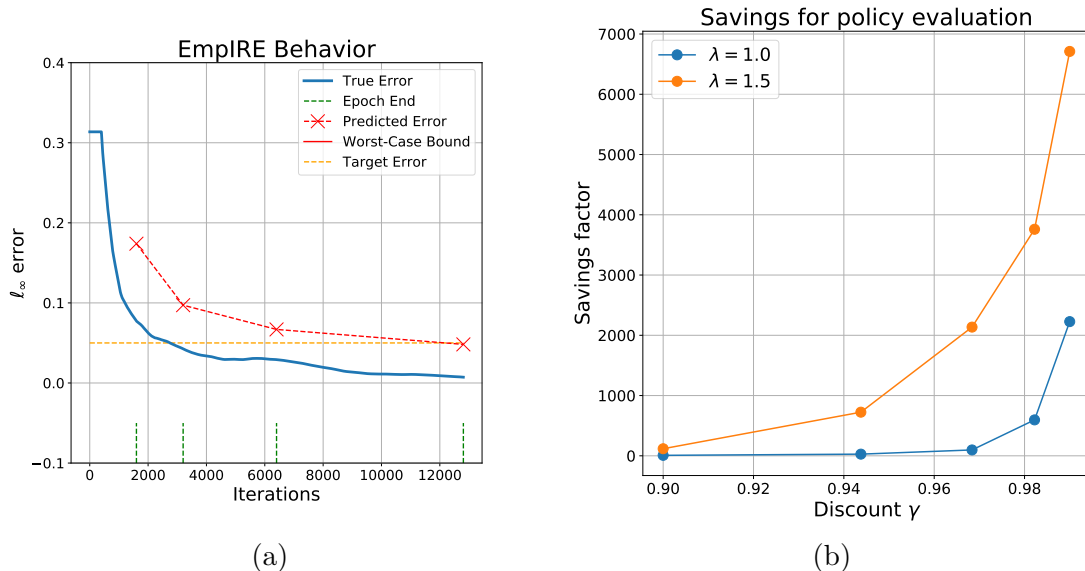 EmpIRE Behavior
0.4
0.3
0.2
0.1
0.0
−0.1
ℓ∞ error
True Error
Epoch End
Predicted Error
Worst-Case Bound
Target Error
0 2000 4000 6000 8000 10000 12000
Iterations
(a)
Savings for policy evaluation
7000
6000
5000
4000
3000
2000
1000
0
Savings factor
λ = 1.0
λ = 1.5
0.90 0.92 0.94 0.96 0.98
Discount γ
(b)